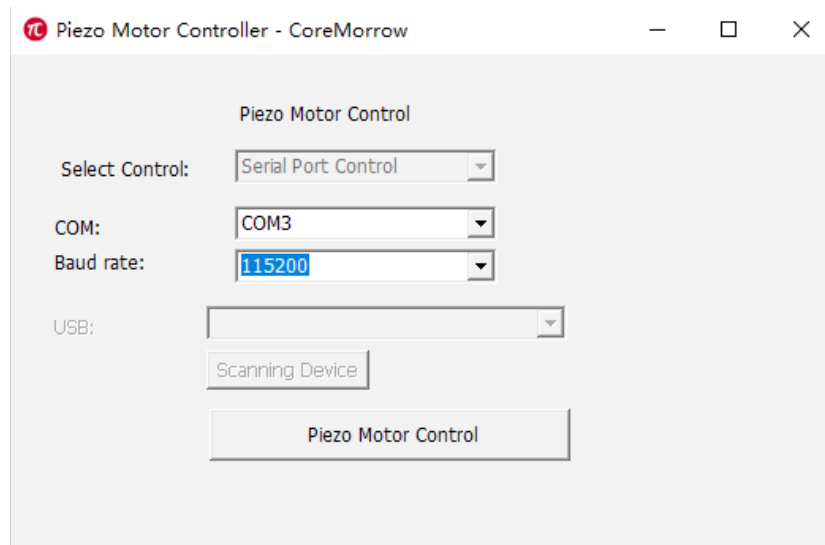 Piezo Motor Controller - CoreMorrow
Piezo Motor Control
Select Control: Serial Port Control
COM: COM3
Baud rate: 115200
USB:
Scanning Device
Piezo Motor Control